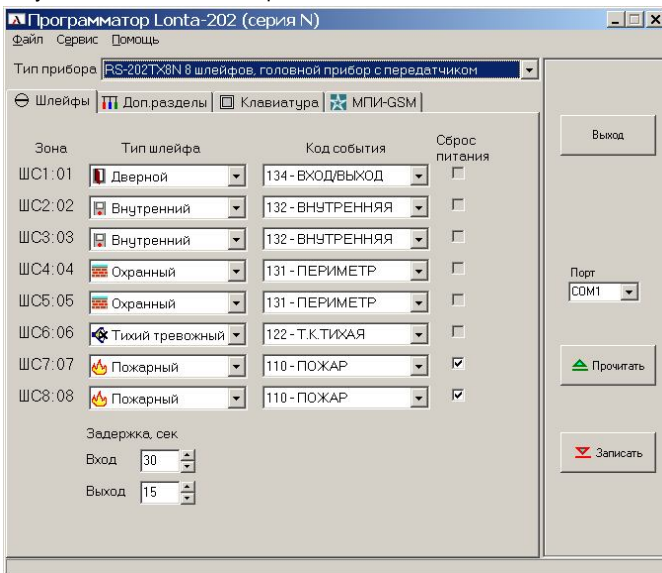 Программатор Lonta-202 (серия N)
Файл Сервис Помощь
Тип прибора RS-202TX8N 8 шлейфов, головной прибор с передатчиком
Шлейфы Доп.разделы Клавиатура МПИ-GSM
Выход
Зона Тип шлейфа Код события Сброс питания
ШС1:01 Дверной 134 - ВХОД/ВЫХОД
ШС2:02 Внутренний 132 - ВНУТРЕННЯЯ
ШС3:03 Внутренний 132 - ВНУТРЕННЯЯ
ШС4:04 Охранный 131 - ПЕРИМЕТР
Порт
ШС5:05 Охранный 131 - ПЕРИМЕТР COM1
ШС6:06 Тихий тревожный 122 - Т.К.ТИХАЯ
ШС7:07 Пожарный 110 - ПОЖАР Прочитать
ШС8:08 Пожарный 110 - ПОЖАР
Задержка, сек
Вход 30 Записать
Выход 15